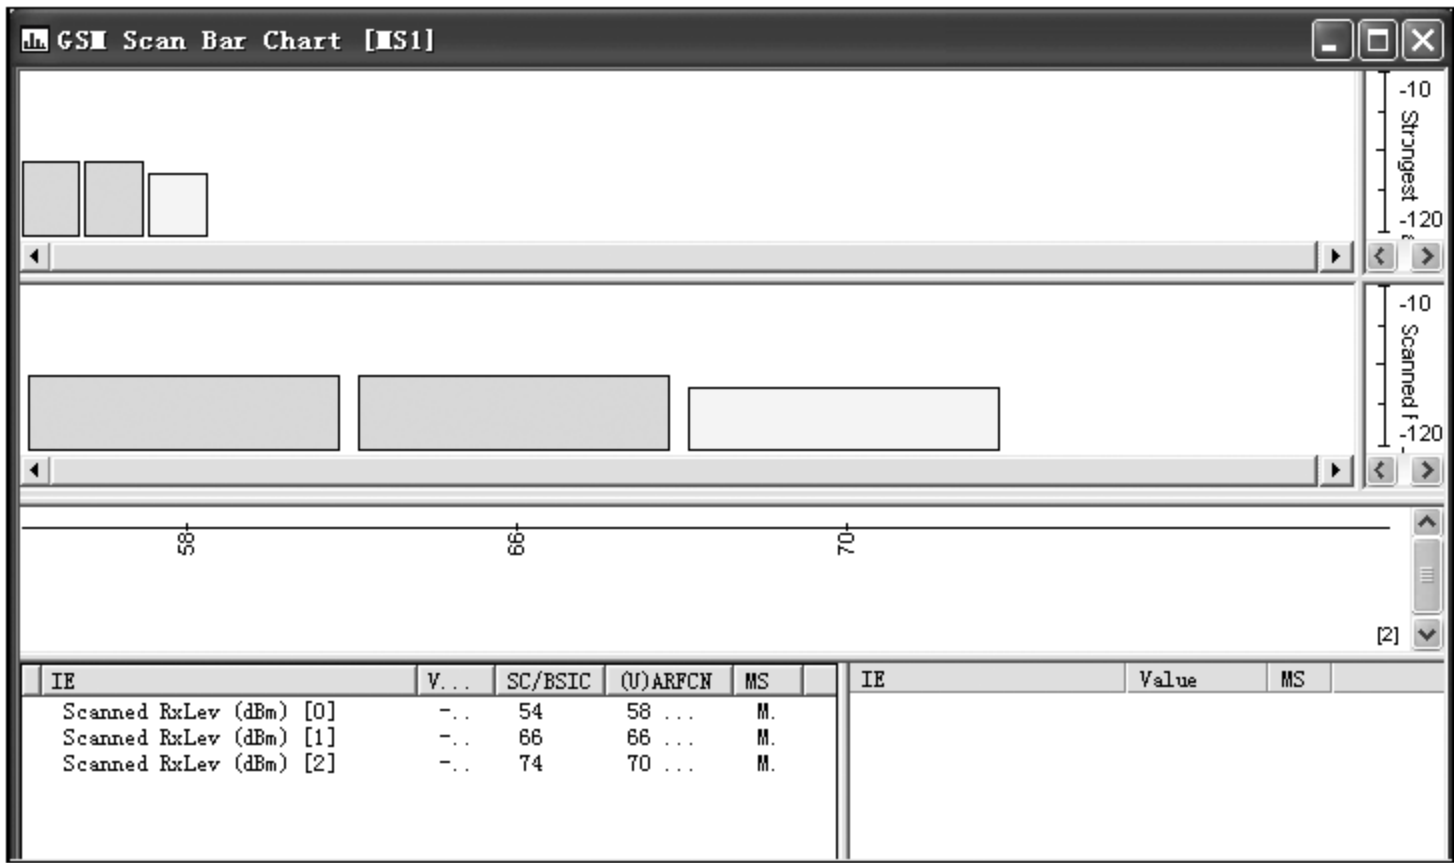 GSM Scan Bar Chart [MS1]
-10
Strongest
-120
-10
Scanned F
-120
58
66
70
[2]
IE V... SC/BSIC (U)ARFCN MS
Scanned RxLev (dBm) [0] -.. 54 58 ... M.
Scanned RxLev (dBm) [1] -.. 66 66 ... M.
Scanned RxLev (dBm) [2] -.. 74 70 ... M.
IE Value MS